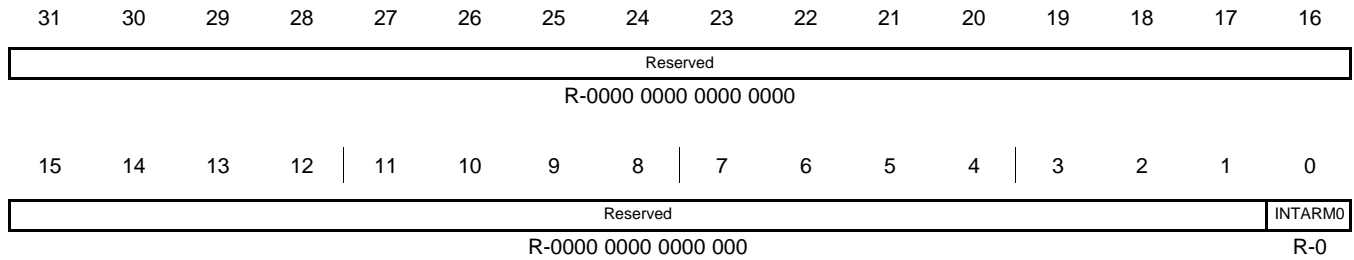 31 30 29 28 27 26 25 24 23 22 21 20 19 18 17 16
Reserved
R-0000 0000 0000 0000
15 14 13 12 11 10 9 8 7 6 5 4 3 2 1 0
Reserved INTARM0
R-0000 0000 0000 000 R-0